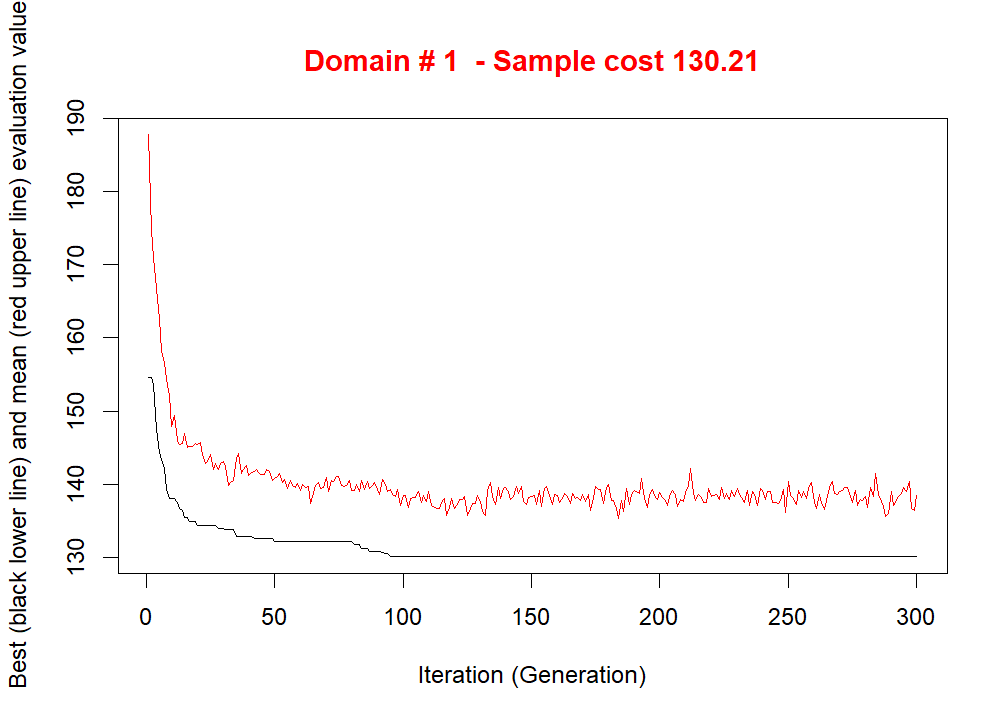 Domain # 1 - Sample cost 130.21
Best (black lower line) and mean (red upper line) evaluation value
190
180
170
160
150
140
130
0 50 100 150 200 250 300
Iteration (Generation)